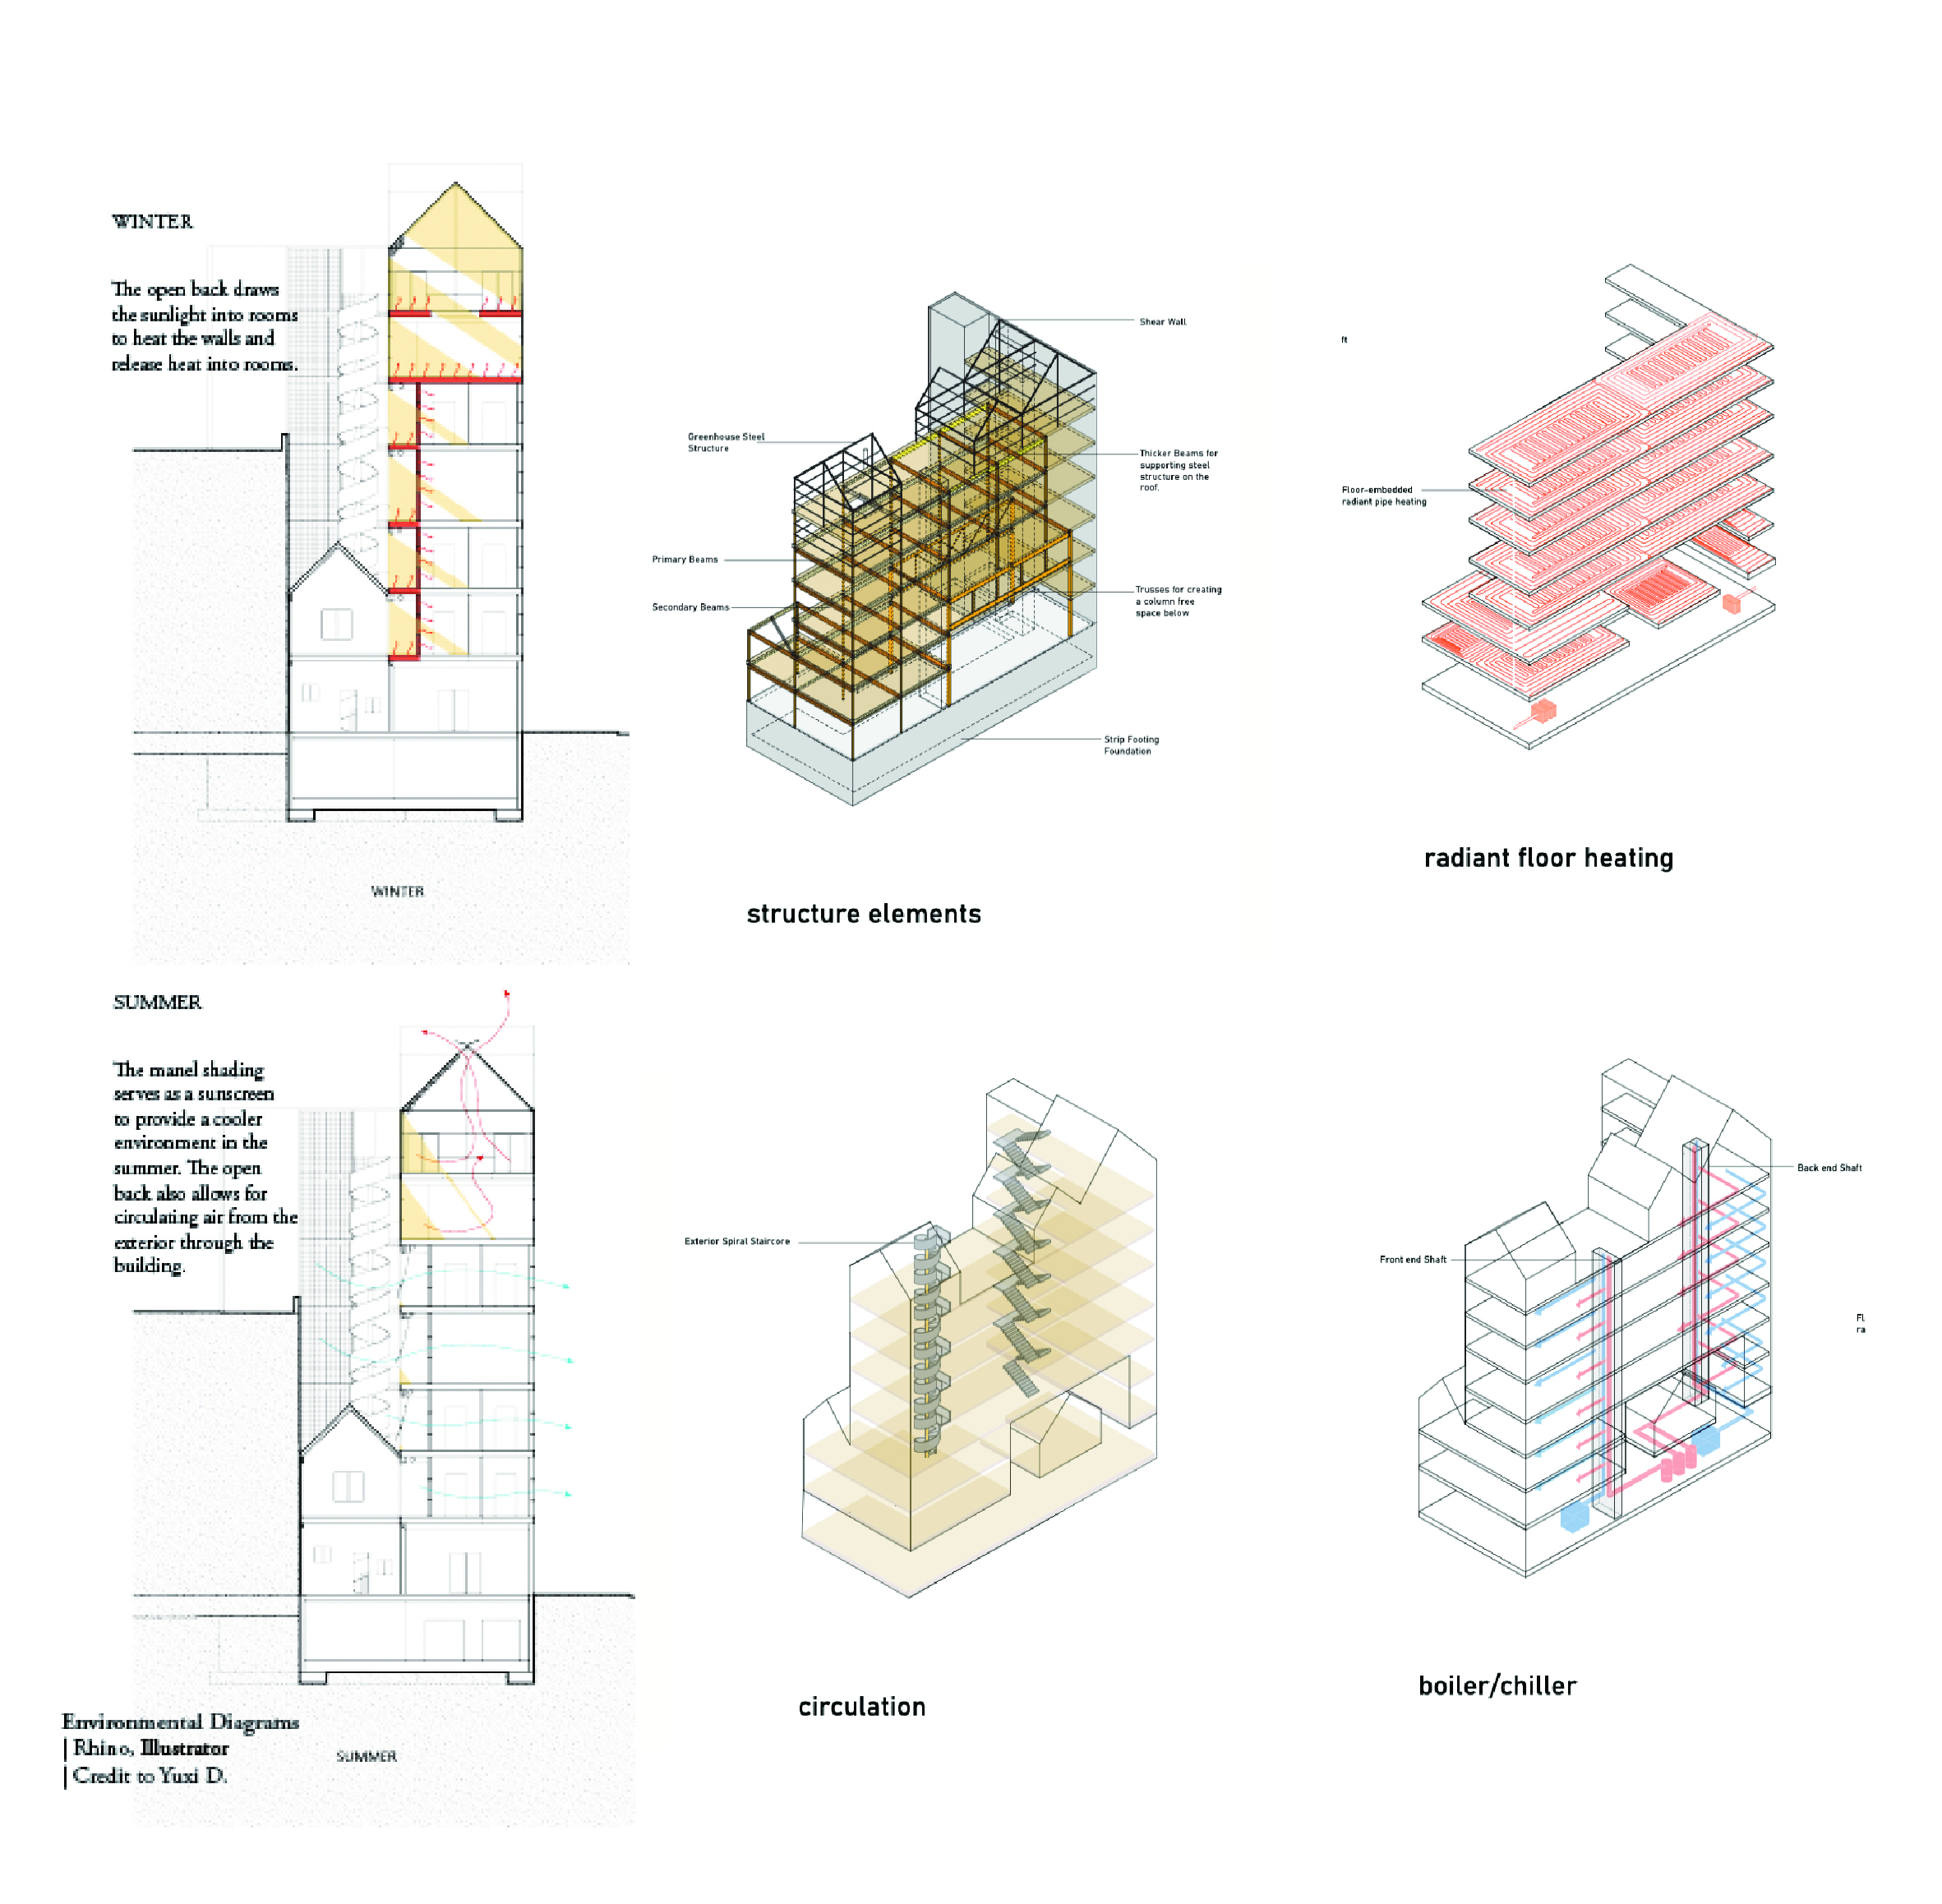 WINTER
The open back draws
the sunlight into rooms
to heat the walls and
release heat into rooms.
WINTER
Shear Wall
Greenhouse Steel
Structure
Thicker Beams for
supporting steel
structure on the
roof.
Primary Beams
Secondary Beams
Trusses for creating
a column free
space below
Strip Footing
Foundation
structure elements
ft
Floor-embedded
radiant pipe heating
radiant floor heating
SUMMER
The manel shading
serves as a sunscreen
to provide a cooler
environment in the
summer. The open
back also allows for
circulating air from the
exterior through the
building.
Environmental Diagrams
| Rhino, Illustrator
| Credit to Yuxi D.
SUMMER
Exterior Spiral Staircore
circulation
Back end Shaft
Front end Shaft
Fl
ra
boiler/chiller